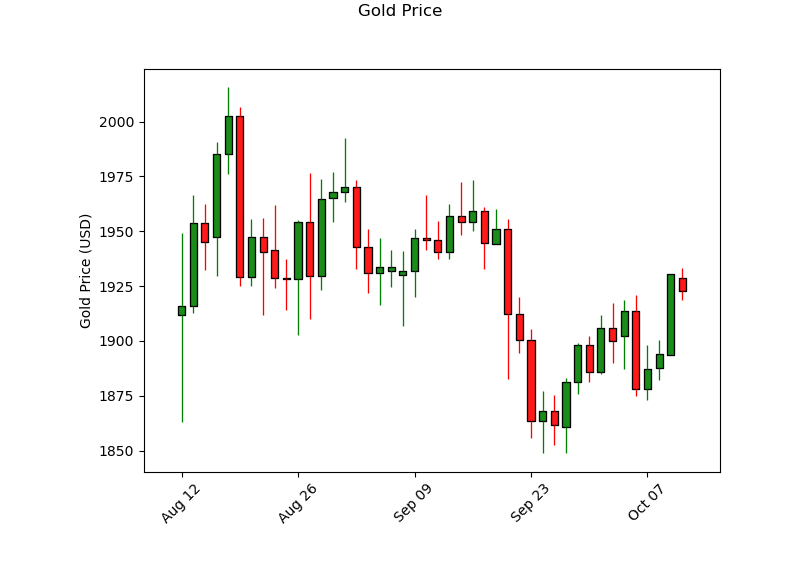 Gold Price
Gold Price (USD)
2000
1975
1950
1925
1900
1875
1850
Aug 12
Aug 26
Sep 09
Sep 23
Oct 07